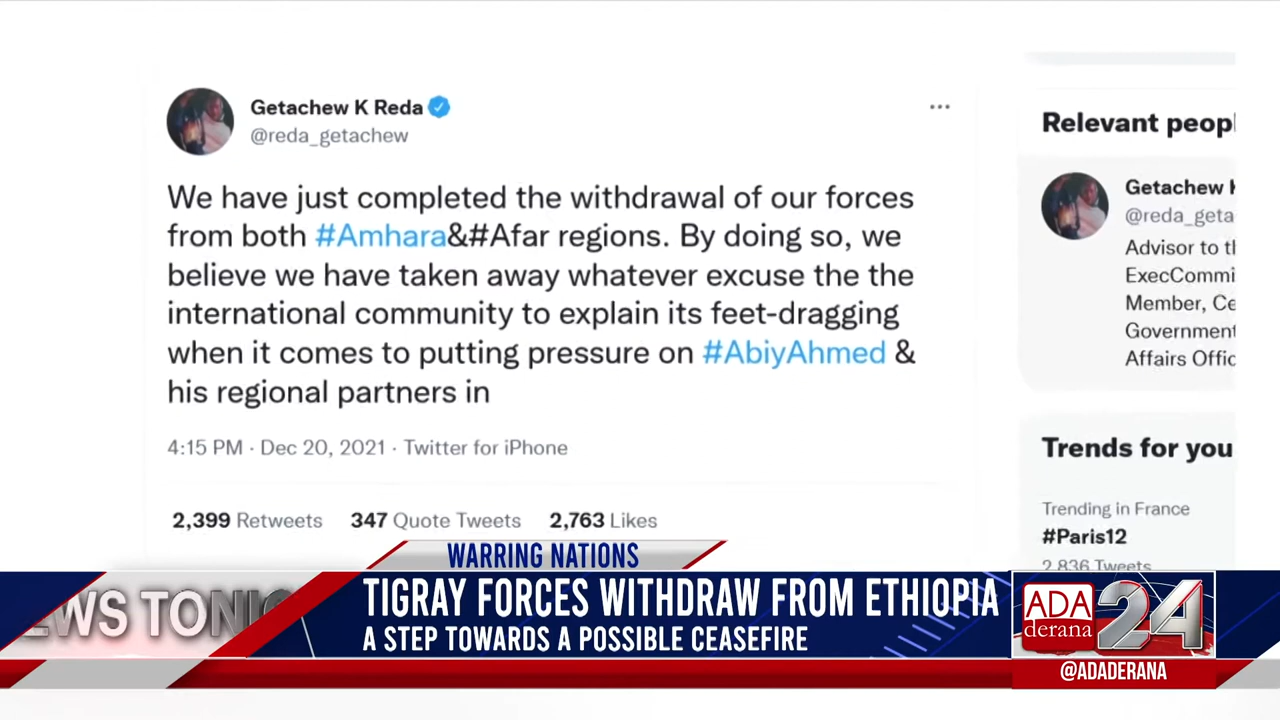 Getachew K Reda
@reda_getachew
We have just completed the withdrawal of our forces
from both #Amhara&#Afar regions. By doing so, we
believe we have taken away whatever excuse the the
international community to explain its feet-dragging
when it comes to putting pressure on #AbiyAhmed &
his regional partners in
4:15 PM · Dec 20, 2021 · Twitter for iPhone
2,399 Retweets 347 Quote Tweets 2,763 Likes
Relevant peopl
Getachew K
@reda_geta
Advisor to th
ExecCommi
Member, Ce
Government
Affairs Offic
Trends for you
Trending in France
#Paris12
2,836 Tweets
WARRING NATIONS
EWS TONIG
TIGRAY FORCES WITHDRAW FROM ETHIOPIA
A STEP TOWARDS A POSSIBLE CEASEFIRE
ADA
derana
24
@ADADERANA